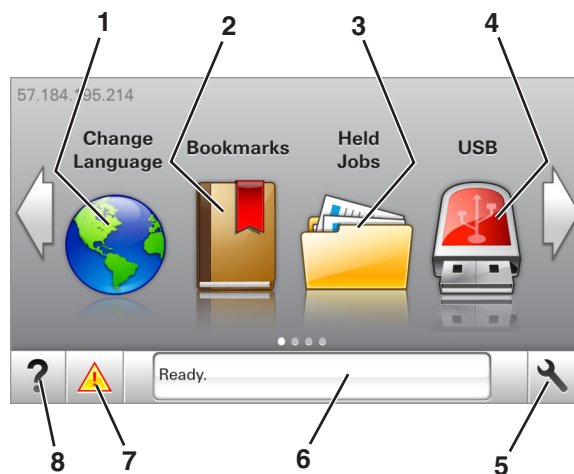 1 2 3 4
57.184.195.214
Change
Language
Bookmarks
Held
Jobs
USB
?
Ready.
8 7 6 5